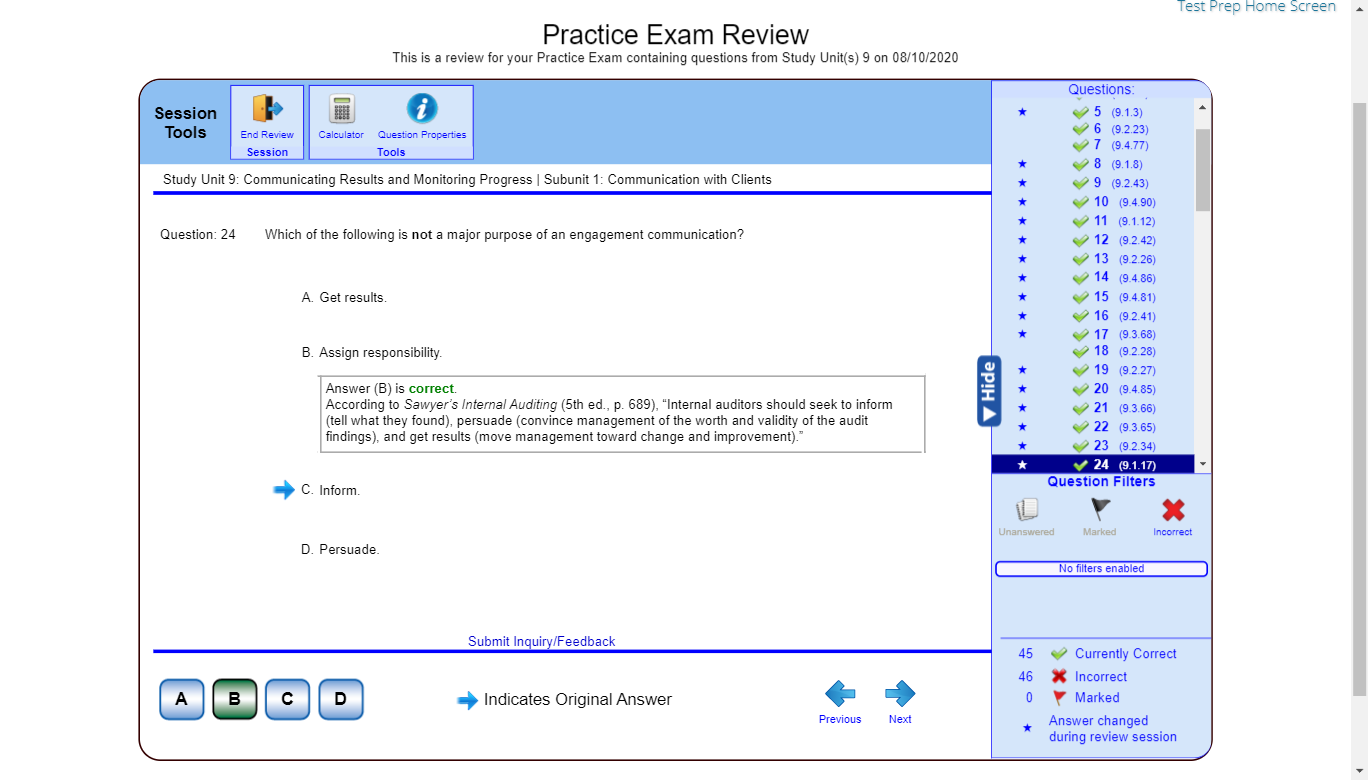 Test Prep Home Screen
Practice Exam Review
This is a review for your Practice Exam containing questions from Study Unit(s) 9 on 08/10/2020
Session Tools
End Review
Session
Calculator
Question Properties
Tools
Study Unit 9: Communicating Results and Monitoring Progress | Subunit 1: Communication with Clients
Question: 24 Which of the following is not a major purpose of an engagement communication?
A. Get results.
B. Assign responsibility.
Answer (B) is correct.
According to Sawyer's Internal Auditing (5th ed., p. 689), “Internal auditors should seek to inform
(tell what they found), persuade (convince management of the worth and validity of the audit
findings), and get results (move management toward change and improvement).”
C. Inform.
D. Persuade.
Submit Inquiry/Feedback
A B C D
Indicates Original Answer
Previous
Next
Hide
Questions:
5 (9.1.3)
6 (9.2.23)
7 (9.4.77)
8 (9.1.8)
9 (9.2.43)
10 (9.4.90)
11 (9.1.12)
12 (9.2.42)
13 (9.2.26)
14 (9.4.86)
15 (9.4.81)
16 (9.2.41)
17 (9.3.68)
18 (9.2.28)
19 (9.2.27)
20 (9.4.85)
21 (9.3.66)
22 (9.3.65)
23 (9.2.34)
24 (9.1.17)
Question Filters
Unanswered
Marked
Incorrect
No filters enabled
45 Currently Correct
46 Incorrect
0 Marked
Answer changed
during review session